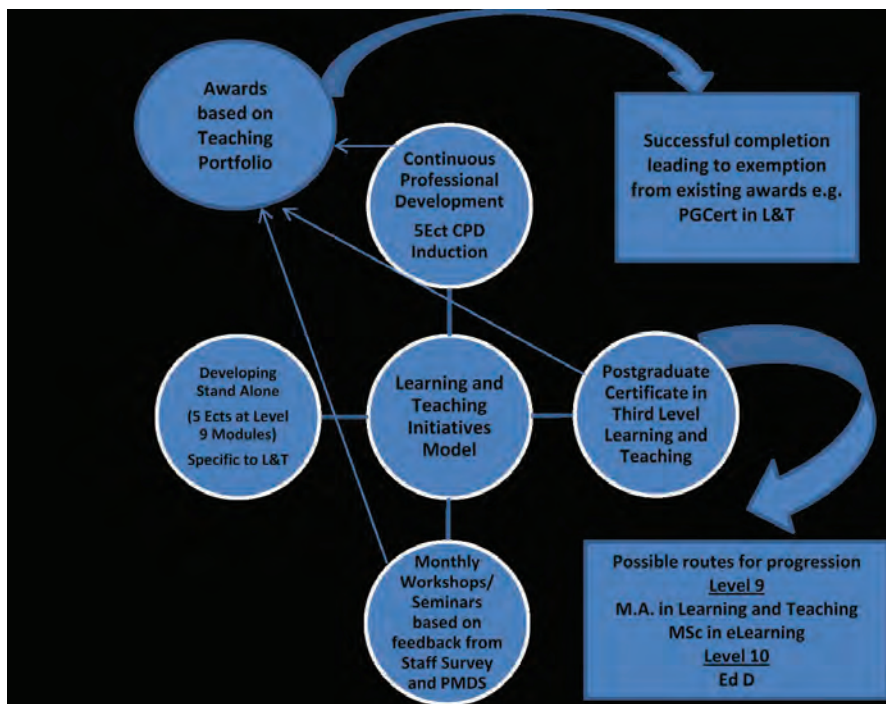 Awards
based on
Teaching
Portfolio
Successful completion
leading to exemption
from existing awards e.g.
PGCert in L&T
Continuous
Professional
Development
5Ect CPD
Induction
Developing
Stand Alone
(5 Ects at Level
9 Modules)
Specific to L&T
Learning and
Teaching
Initiatives
Model
Postgraduate
Certificate in
Third Level
Learning and
Teaching
Monthly
Workshops/
Seminars
based on
feedback from
Staff Survey
and PMDS
Possible routes for progression
Level 9
M.A. in Learning and Teaching
MSc in eLearning
Level 10
Ed D